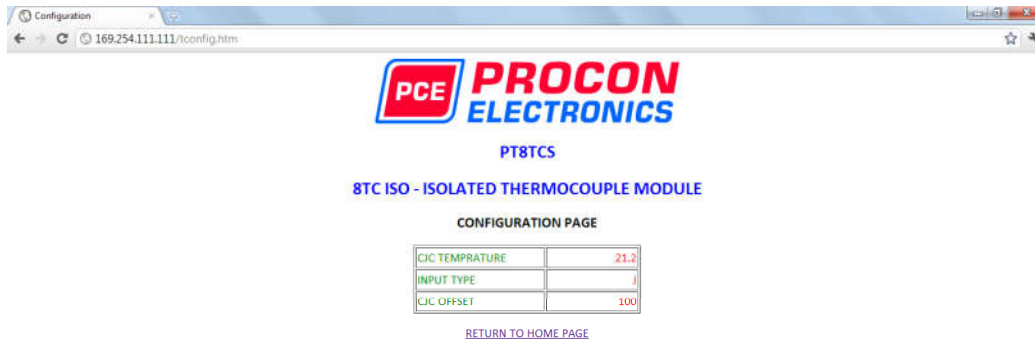 Configuration
169.254.111.111/tconfig.htm
PCE PROCON
ELECTRONICS
PT8TCS
8TC ISO - ISOLATED THERMOCOUPLE MODULE
CONFIGURATION PAGE
CJC TEMPRATURE 21.2
INPUT TYPE J
CJC OFFSET 100
RETURN TO HOME PAGE